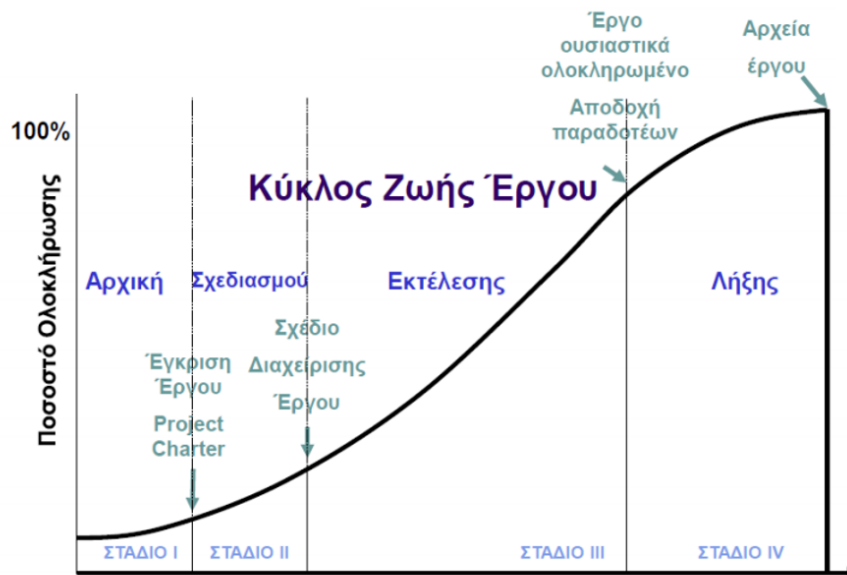 Έργο
ουσιαστικά
ολοκληρωμένο
Αποδοχή
παραδοτέων
Αρχεία
έργου
100%
Κύκλος Ζωής Έργου
Ποσοστό Ολοκλήρωσης
Αρχική
Σχεδιασμού
Εκτέλεσης
Λήξης
Σχέδιο
Διαχείρισης
Έργου
Έγκριση
Έργου
Project
Charter
ΣΤΑΔΙΟ I
ΣΤΑΔΙΟ II
ΣΤΑΔΙΟ III
ΣΤΑΔΙΟ IV